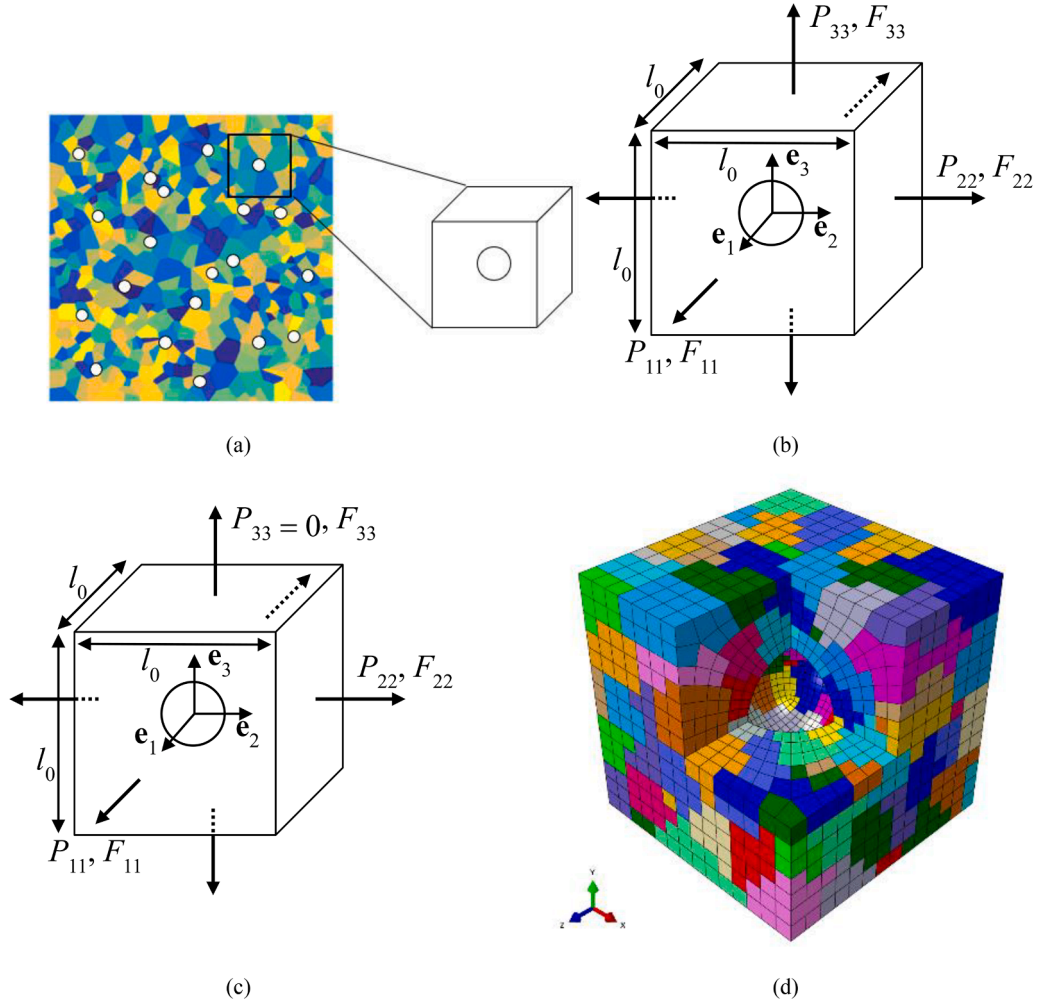 P33, F33
l0
l0
e3
P22, F22
e1
e2
l0
P11, F11
(a)
(b)
P33 = 0, F33
l0
l0
e3
P22, F22
e1
e2
l0
P11, F11
Y
Z
X
(c)
(d)